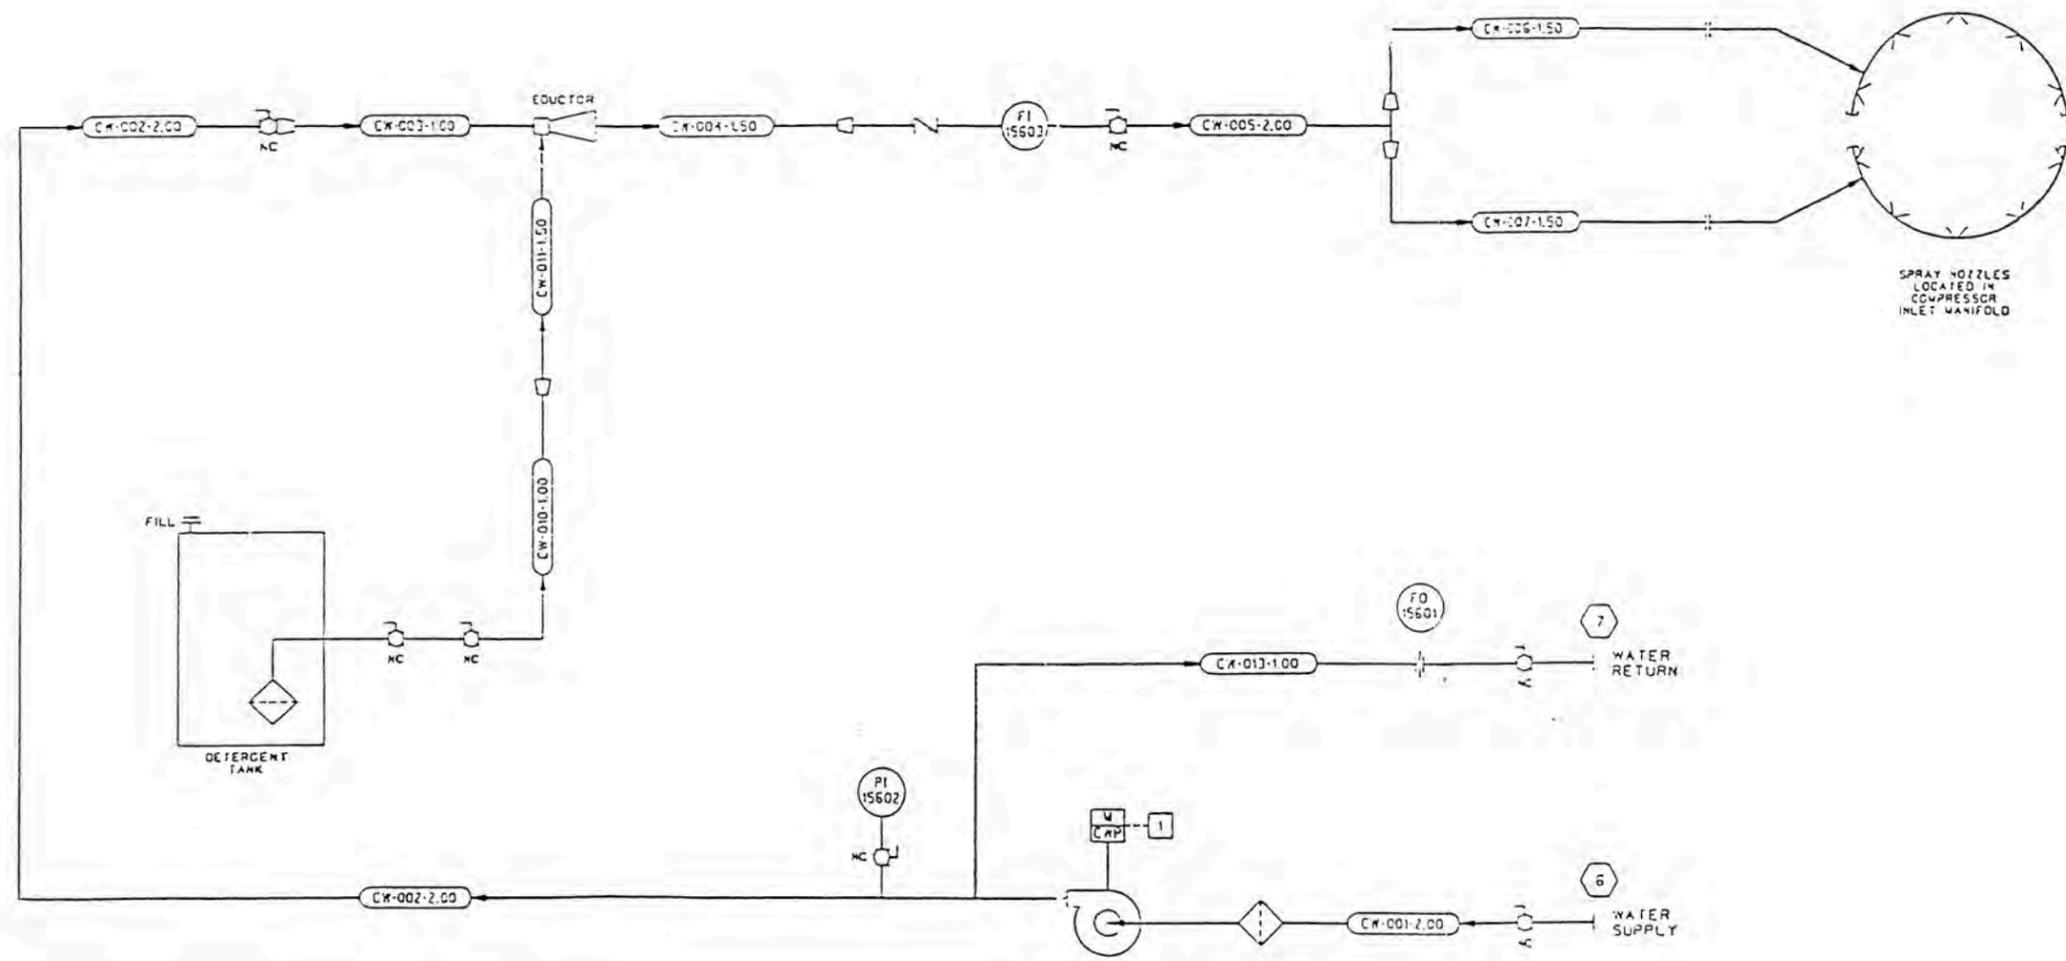 CW-006-1.50
EDUCTOR
CW-002-2.00
CW-003-1.00
CW-004-1.50
FI
15603
CW-005-2.00
NC
NC
CW-007-1.50
CW-011-1.50
SPRAY NOZZLES
LOCATED IN
COMPRESSOR
INLET MANIFOLD
CW-010-1.00
FILL
NC
NC
DETERGENT
TANK
FO
15601
7
CW-013-1.00
WATER
RETURN
PI
15602
NC
M
CWP
1
6
CW-002-2.00
CW-001-2.00
WATER
SUPPLY